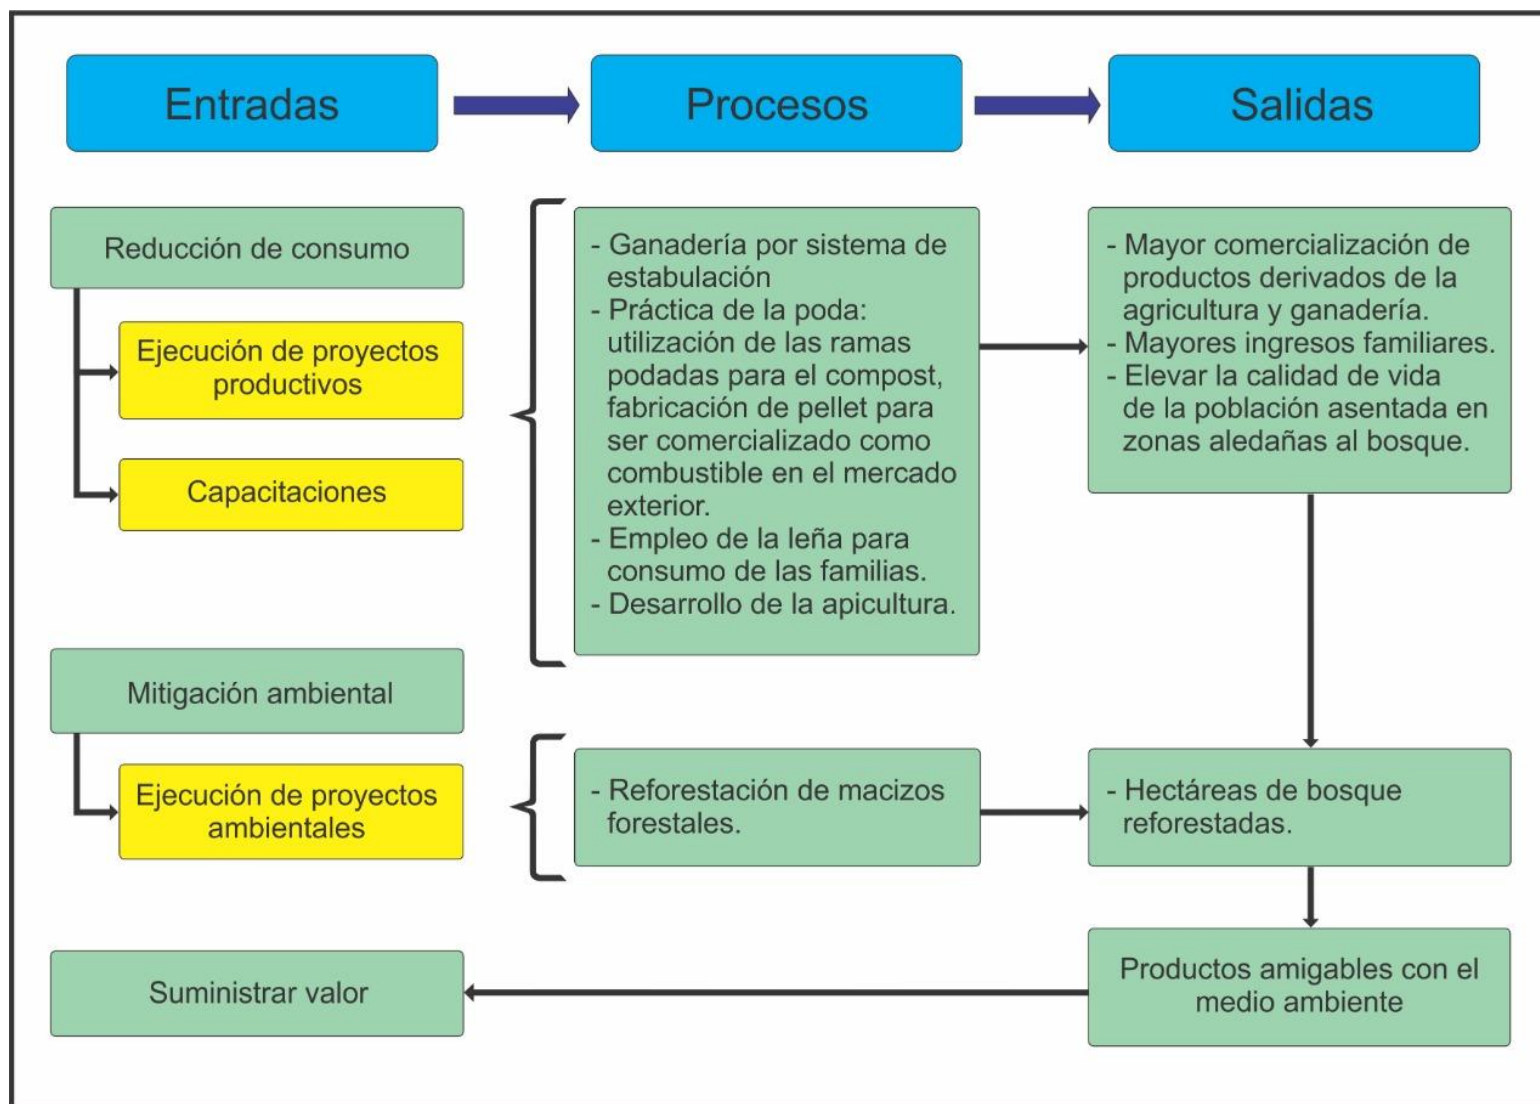 Entradas
Procesos
Salidas
Reducción de consumo
Ejecución de proyectos
productivos
Capacitaciones
- Ganadería por sistema de
estabulación
- Práctica de la poda:
utilización de las ramas
podadas para el compost,
fabricación de pellet para
ser comercializado como
combustible en el mercado
exterior.
- Empleo de la leña para
consumo de las familias.
- Desarrollo de la apicultura.
- Mayor comercialización de
productos derivados de la
agricultura y ganadería.
- Mayores ingresos familiares.
- Elevar la calidad de vida
de la población asentada en
zonas aledañas al bosque.
Mitigación ambiental
Ejecución de proyectos
ambientales
- Reforestación de macizos
forestales.
- Hectáreas de bosque
reforestadas.
Suministrar valor
Productos amigables con el
medio ambiente